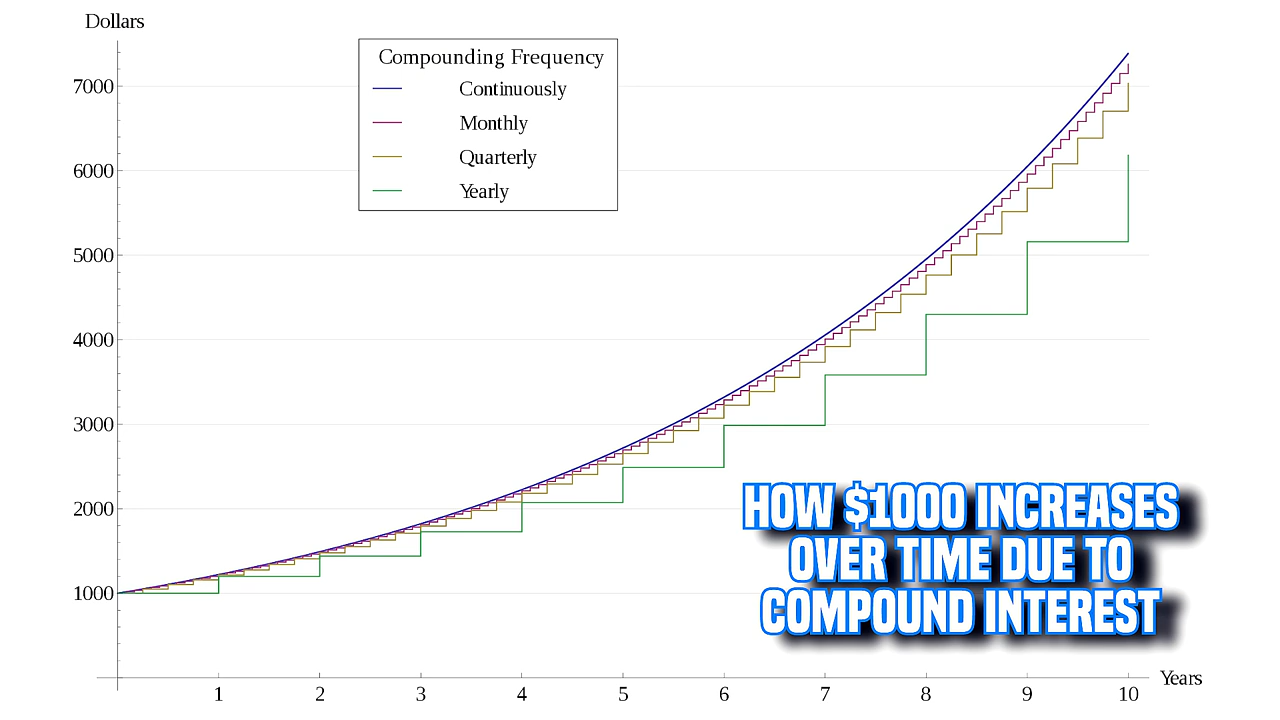 Dollars
Compounding Frequency
Continuously
Monthly
Quarterly
Yearly
7000
6000
5000
4000
3000
2000
1000
HOW $1000 INCREASES
OVER TIME DUE TO
COMPOUND INTEREST
1 2 3 4 5 6 7 8 9 10
Years